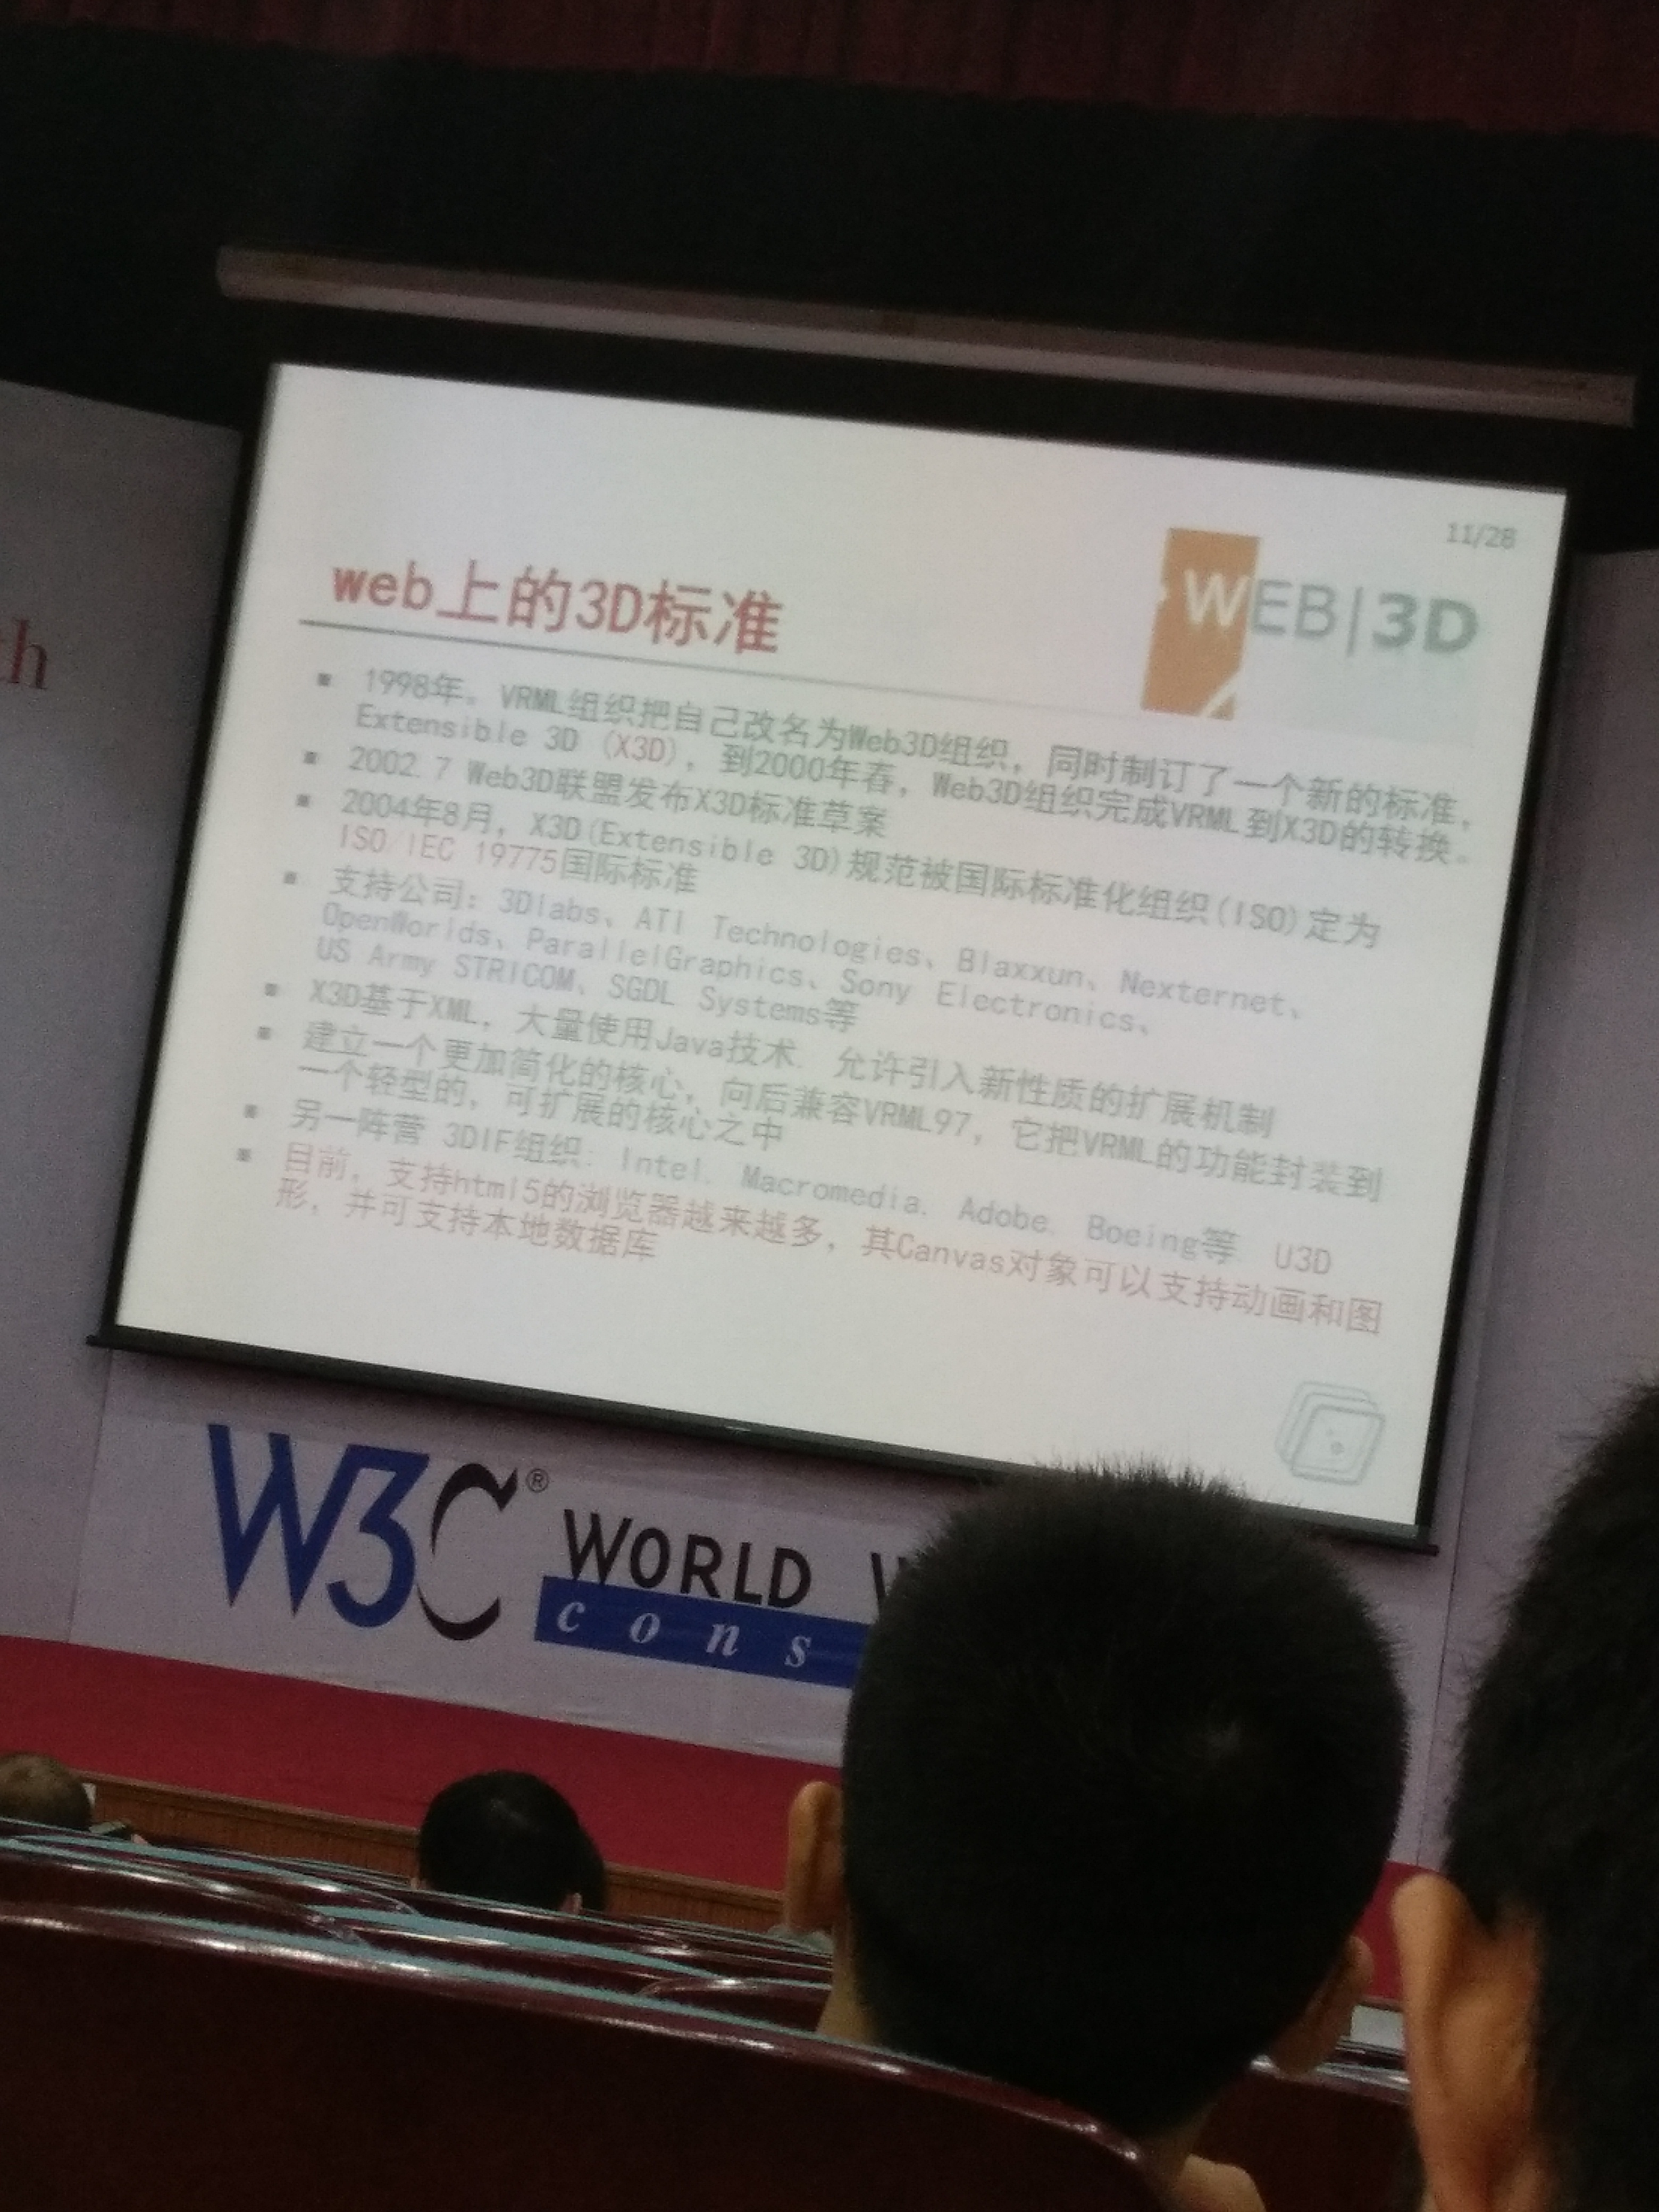 11/28
WEB|3D
web上的3D标准
1998年。VRML组织把自己改名为Web3D组织，同时制订了一个新的标准，
Extensible 3D (X3D)，到2000年春，Web3D组织完成VRML到X3D的转换。
2002.7 Web3D联盟发布X3D标准草案
2004年8月，X3D(Extensible 3D)规范被国际标准化组织(ISO)定为
ISO/IEC 19775国际标准
支持公司：3Dlabs、ATI Technologies、Blaxxun、Nexternet、
OpenWorlds、ParallelGraphics、Sony Electronics、
US Army STRICOM、SGDL Systems等
X3D基于XML，大量使用Java技术. 允许引入新性质的扩展机制
建立一个更加简化的核心，向后兼容VRML97，它把VRML的功能封装到
一个轻型的，可扩展的核心之中
另一阵营 3DIF组织：Intel. Macromedia. Adobe. Boeing等. U3D
目前，支持html5的浏览器越来越多，其Canvas对象可以支持动画和图
形，并可支持本地数据库
th
W3C®
WORLD W
cons